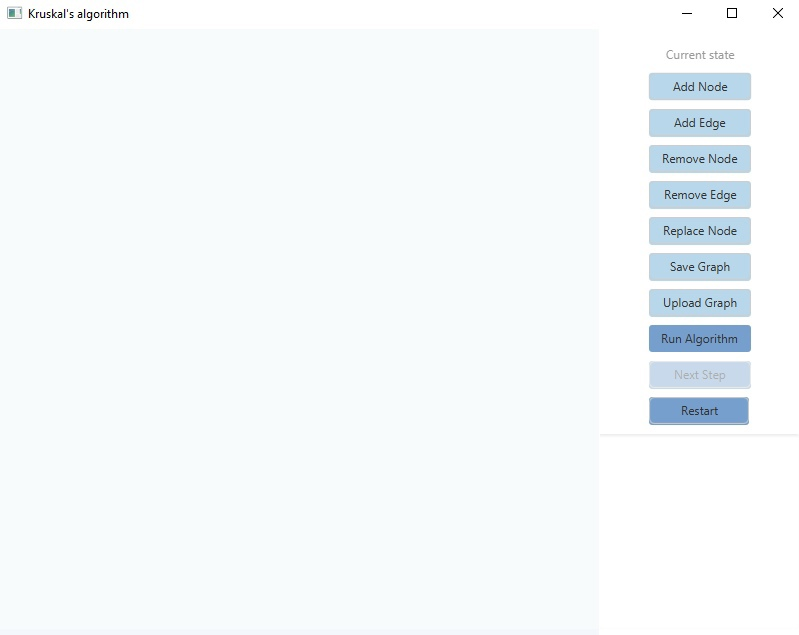 Kruskal's algorithm
Current state
Add Node
Add Edge
Remove Node
Remove Edge
Replace Node
Save Graph
Upload Graph
Run Algorithm
Next Step
Restart